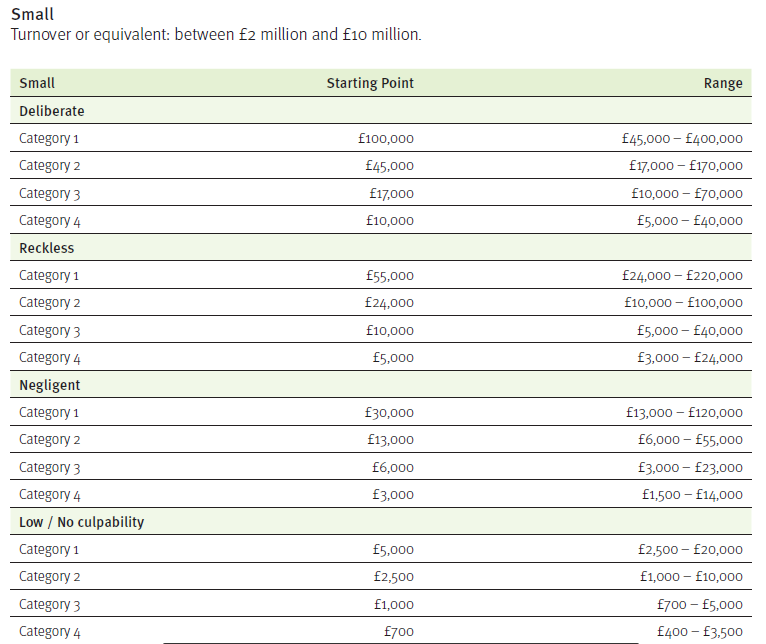 Small
Turnover or equivalent: between £2 million and £10 million.
Small Starting Point Range
Deliberate
Category 1 £100,000 £45,000 – £400,000
Category 2 £45,000 £17,000 – £170,000
Category 3 £17,000 £10,000 – £70,000
Category 4 £10,000 £5,000 – £40,000
Reckless
Category 1 £55,000 £24,000 – £220,000
Category 2 £24,000 £10,000 – £100,000
Category 3 £10,000 £5,000 – £40,000
Category 4 £5,000 £3,000 – £24,000
Negligent
Category 1 £30,000 £13,000 – £120,000
Category 2 £13,000 £6,000 – £55,000
Category 3 £6,000 £3,000 – £23,000
Category 4 £3,000 £1,500 – £14,000
Low / No culpability
Category 1 £5,000 £2,500 – £20,000
Category 2 £2,500 £1,000 – £10,000
Category 3 £1,000 £700 – £5,000
Category 4 £700 £400 – £3,500